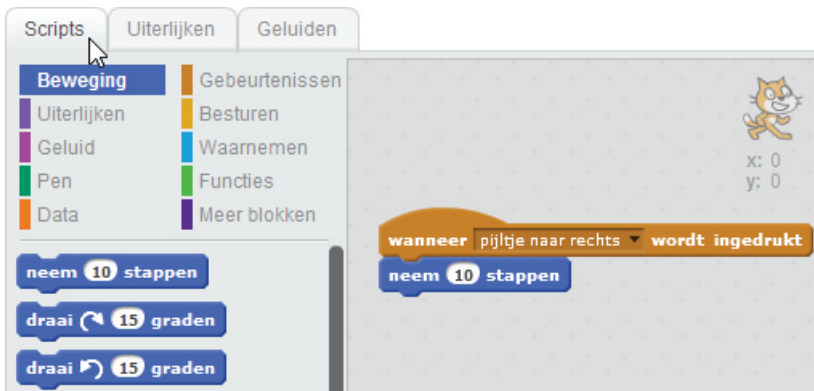 Scripts Uiterlijken Geluiden
Beweging Gebeurtenissen
Uiterlijken Besturen
Geluid Waarnemen
Pen Functies
Data Meer blokken
neem 10 stappen
draai 15 graden
draai 15 graden
x: 0
y: 0
wanneer pijltje naar rechts wordt ingedrukt
neem 10 stappen